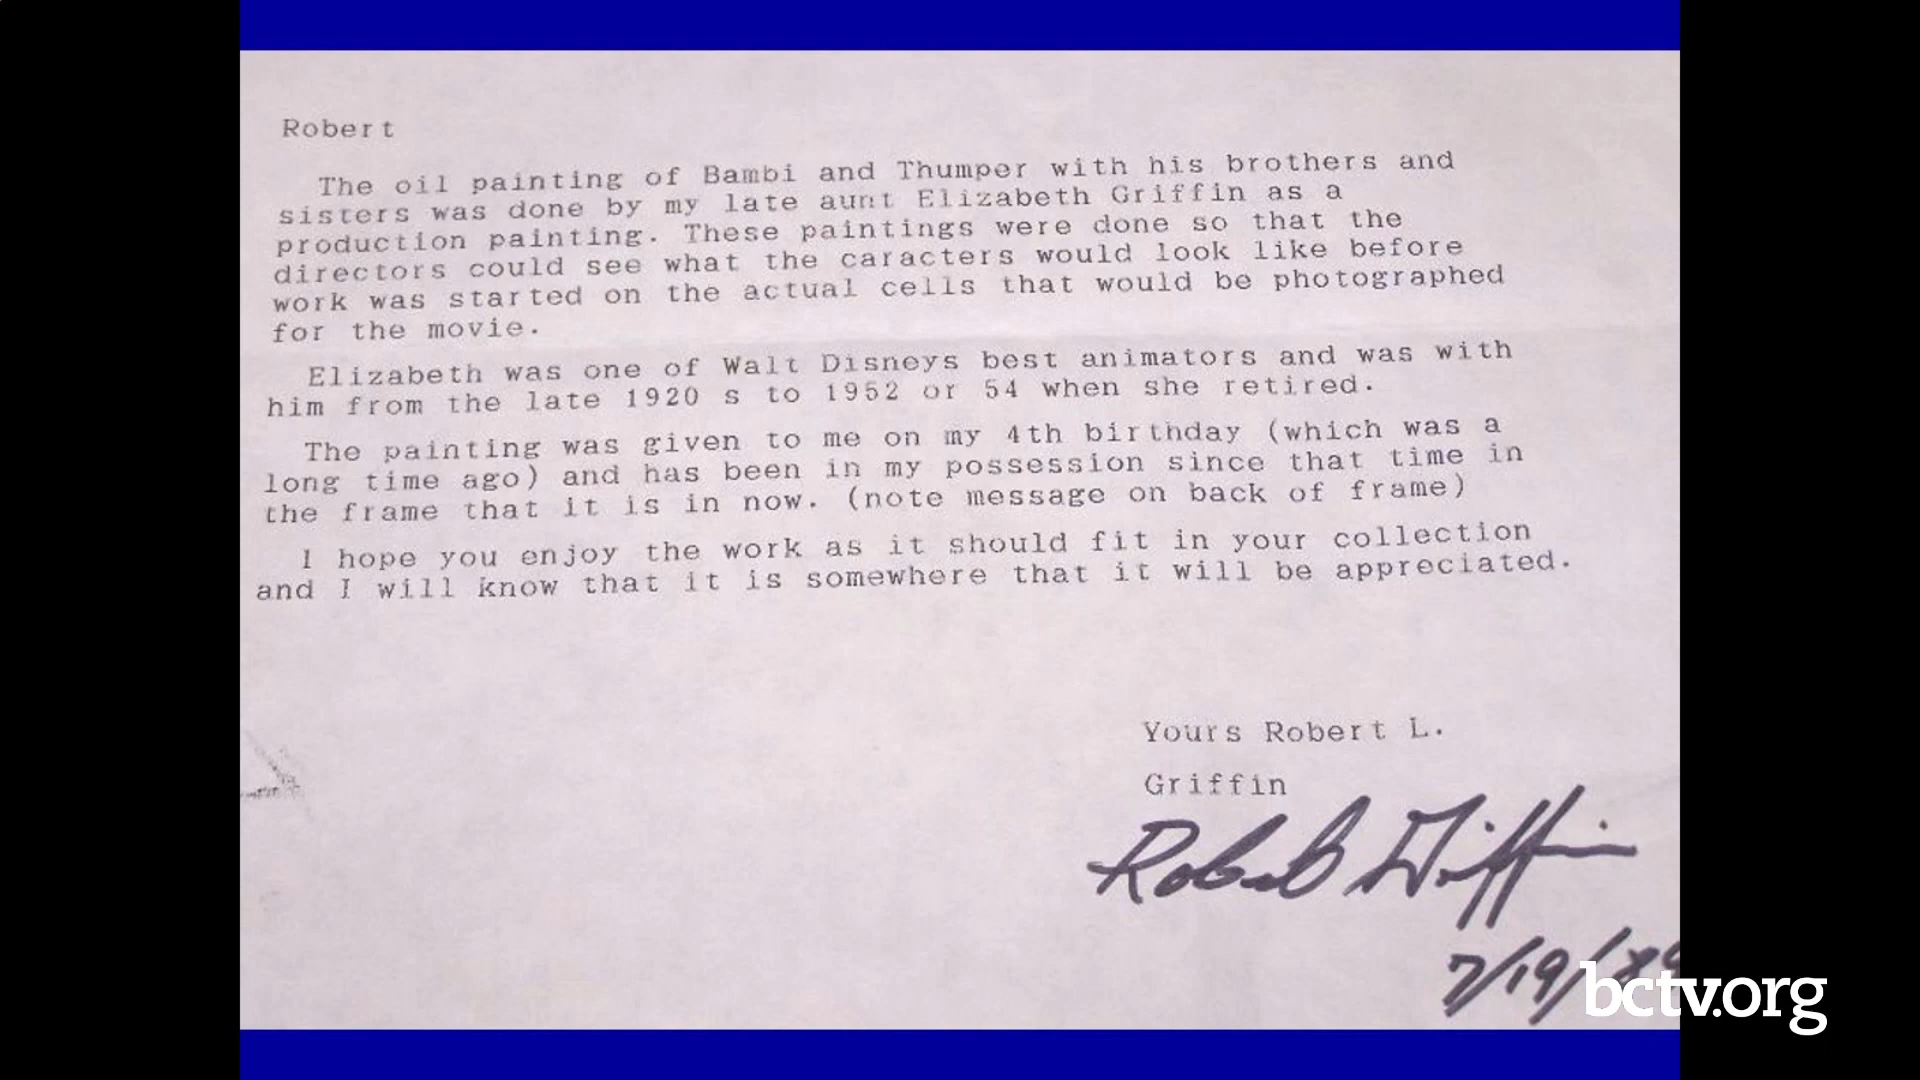 Robert
The oil painting of Bambi and Thumper with his brothers and
sisters was done by my late aunt Elizabeth Griffin as a
production painting. These paintings were done so that the
directors could see what the caracters would look like before
work was started on the actual cells that would be photographed
for the movie.
Elizabeth was one of Walt Disneys best animators and was with
him from the late 1920 s to 1952 or 54 when she retired.
The painting was given to me on my 4th birthday (which was a
long time ago) and has been in my possession since that time in
the frame that it is in now. (note message on back of frame)
I hope you enjoy the work as it should fit in your collection
and I will know that it is somewhere that it will be appreciated.
Yours Robert L.
Griffin
Robert Griffin
7/19/89
bctv.org